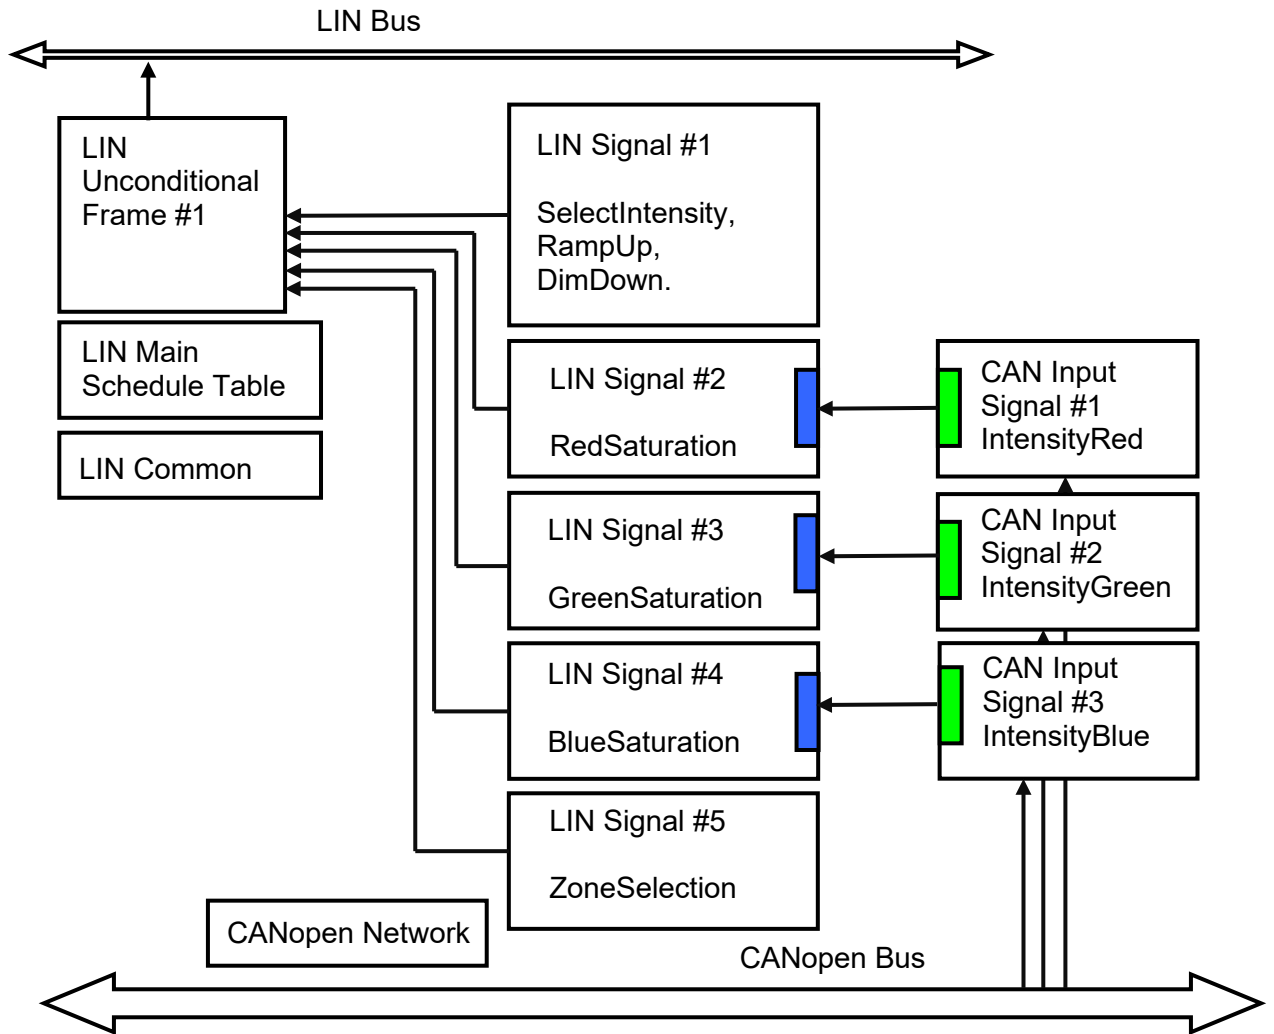 LIN Bus
LIN
Unconditional
Frame #1
LIN Signal #1
SelectIntensity,
RampUp,
DimDown.
LIN Main
Schedule Table
LIN Common
LIN Signal #2
RedSaturation
CAN Input
Signal #1
IntensityRed
LIN Signal #3
GreenSaturation
CAN Input
Signal #2
IntensityGreen
LIN Signal #4
BlueSaturation
CAN Input
Signal #3
IntensityBlue
LIN Signal #5
ZoneSelection
CANopen Network
CANopen Bus